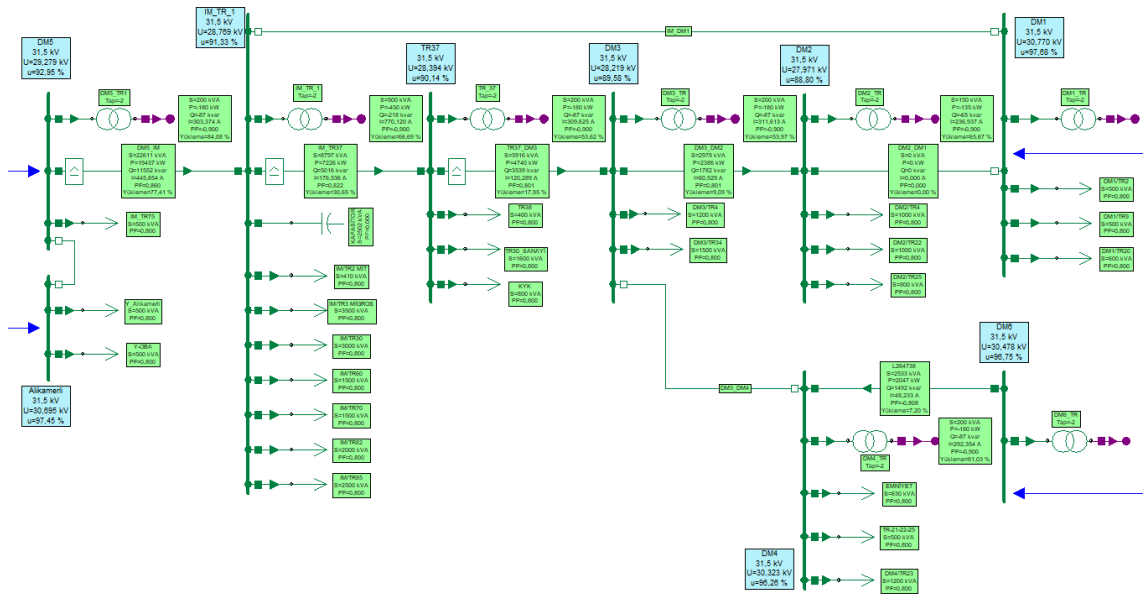 DM5
31,5 kV
U=29,279 kV
u=92,95 %
IM_TR_1
31,5 kV
U=28,769 kV
u=91,33 %
TR37
31,5 kV
U=28,394 kV
u=90,14 %
DM3
31,5 kV
U=28,219 kV
u=89,58 %
DM2
31,5 kV
U=27,971 kV
u=88,80 %
DM1
31,5 kV
U=30,770 kV
u=97,68 %
IM_DM1
DM5_TR1
Tap=-2
S=200 kVA
P=-180 kW
Q=-87 kvar
I=303,374 A
PF=-0,900
Yükleme=84,08 %
IM_TR_1
Tap=-2
S=500 kVA
P=-450 kW
Q=-218 kvar
I=770,120 A
PF=-0,900
Yükleme=86,69 %
TR_37
Tap=-2
S=200 kVA
P=-180 kW
Q=-87 kvar
I=309,625 A
PF=-0,900
Yükleme=53,62 %
DM3_TR
Tap=-2
S=200 kVA
P=-180 kW
Q=-87 kvar
I=311,613 A
PF=-0,900
Yükleme=53,97 %
DM2_TR
Tap=-2
S=150 kVA
P=-135 kW
Q=-65 kvar
I=236,937 A
PF=-0,900
Yükleme=65,67 %
DM1_TR
Tap=-2
DM5_IM
S=22611 kVA
P=19437 kW
Q=11552 kvar
I=445,854 A
PF=0,860
Yükleme=77,41 %
IM_TR37
S=8797 kVA
P=7226 kW
Q=5016 kvar
I=176,536 A
PF=0,822
Yükleme=30,65 %
TR37_DM3
S=5916 kVA
P=4740 kW
Q=3539 kvar
I=120,289 A
PF=0,801
Yükleme=17,95 %
DM3_DM2
S=2978 kVA
P=2386 kW
Q=1782 kvar
I=60,929 A
PF=0,801
Yükleme=9,09 %
DM2_DM1
S=0 kVA
P=0 kW
Q=0 kvar
I=0,000 A
PF=0,000
Yükleme=0,00 %
IM_TR75
S=500 kVA
PF=0,800
KAPASİTÖR
S=2502 kVA
PF=0,000
TR38
S=400 kVA
PF=0,800
TR30_SANAYİ
S=1600 kVA
PF=0,800
KYK
S=800 kVA
PF=0,800
DM3/TR4
S=1200 kVA
PF=0,800
DM3/TR34
S=1500 kVA
PF=0,800
DM2/TR4
S=1000 kVA
PF=0,800
DM2/TR22
S=1000 kVA
PF=0,800
DM2/TR25
S=800 kVA
PF=0,800
DM1/TR2
S=500 kVA
PF=0,800
DM1/TR9
S=500 kVA
PF=0,800
DM1/TR20
S=600 kVA
PF=0,800
Y_Alikamerli
S=500 kVA
PF=0,800
Y-OBA
S=500 kVA
PF=0,800
Alikamerli
31,5 kV
U=30,695 kV
u=97,45 %
IM/TR2 MİT
S=410 kVA
PF=0,800
IM/TR3 MİGROS
S=3500 kVA
PF=0,800
IM/TR30
S=3000 kVA
PF=0,800
IM/TR60
S=1500 kVA
PF=0,800
IM/TR70
S=1500 kVA
PF=0,800
IM/TR82
S=2000 kVA
PF=0,800
IM/TR85
S=2500 kVA
PF=0,800
DM6
31,5 kV
U=30,478 kV
u=96,75 %
DM3_DM4
L264738
S=2533 kVA
P=2047 kW
Q=1492 kvar
I=48,233 A
PF=-0,808
Yükleme=7,20 %
DM4_TR
Tap=-2
S=200 kVA
P=-180 kW
Q=-87 kvar
I=292,354 A
PF=-0,900
Yükleme=81,03 %
DM6_TR
Tap=-2
EMNİYET
S=630 kVA
PF=0,800
TR-21-22-25
S=500 kVA
PF=0,800
DM4/TR23
S=1200 kVA
PF=0,800
DM4
31,5 kV
U=30,323 kV
u=96,26 %